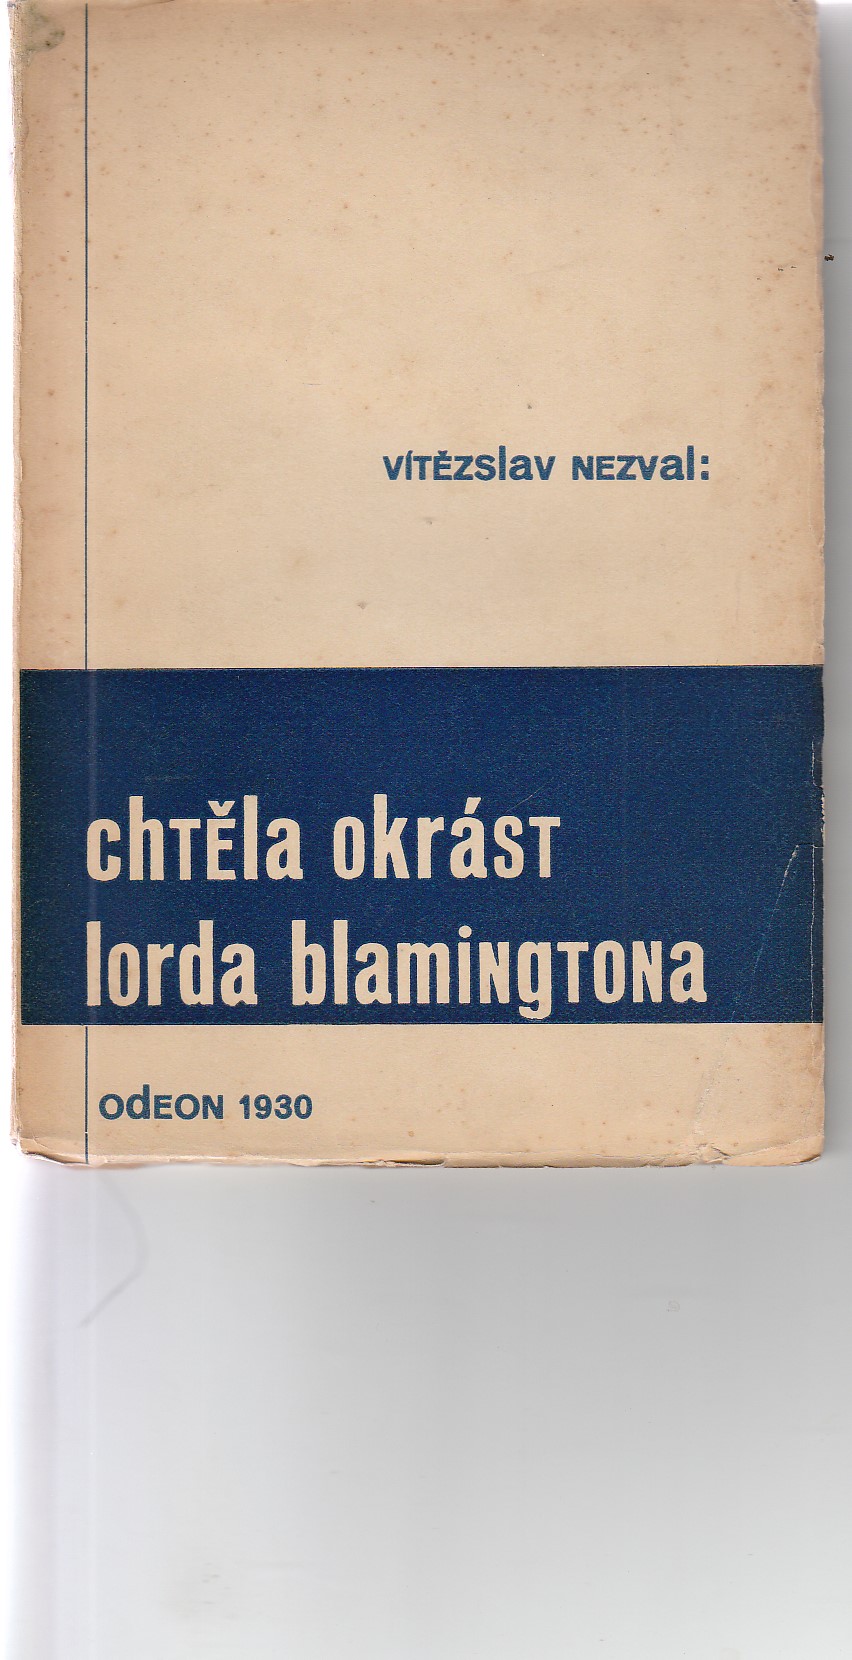 vítězslav nezval:
chtěla okrást
lorda blamingtona
odeon 1930